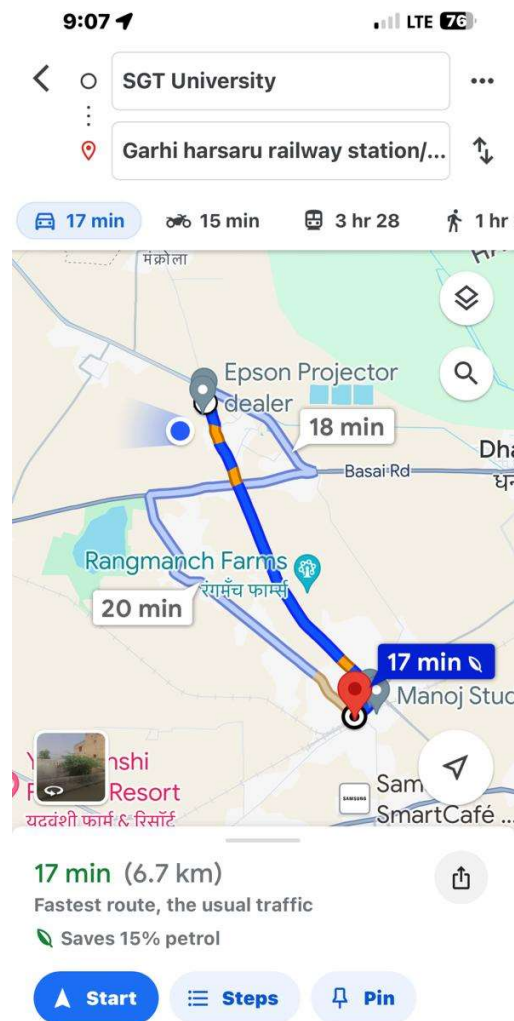 9:07
LTE 76
SGT University
Garhi harsaru railway station/...
17 min
15 min
3 hr 28
1 hr
मंक्रोला
Epson Projector
dealer
18 min
Basai Rd
Dha
Rangmanch Farms
रंगमँच फार्म्स
20 min
17 min
Manoj Stuc
nshi
Resort
यदवंशी फार्म & रिसॉर्ट
SAMSUNG
Sam
SmartCafé ...
17 min (6.7 km)
Fastest route, the usual traffic
Saves 15% petrol
Start
Steps
Pin